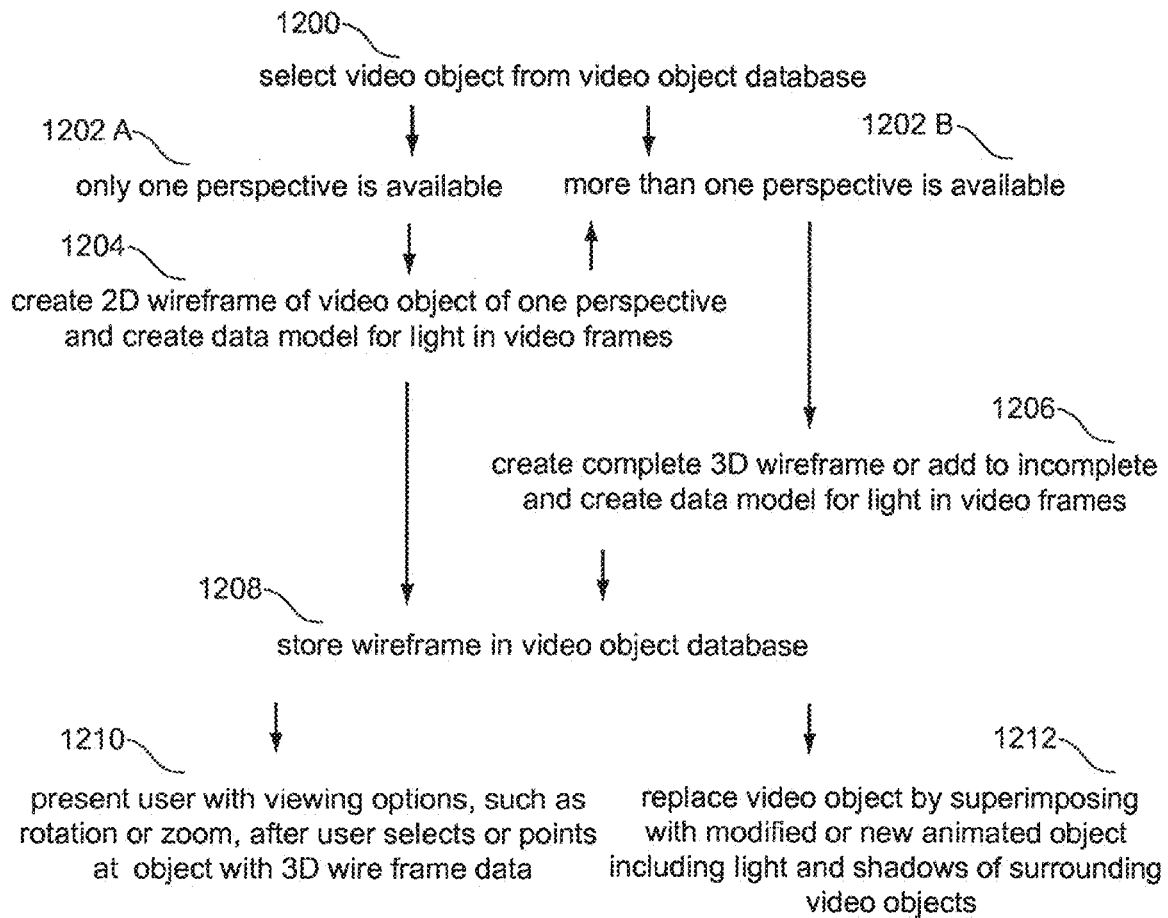 1200
select video object from video object database
1202 A
1202 B
only one perspective is available
more than one perspective is available
1204
create 2D wireframe of video object of one perspective
and create data model for light in video frames
1206
create complete 3D wireframe or add to incomplete
and create data model for light in video frames
1208
store wireframe in video object database
1210
present user with viewing options, such as
rotation or zoom, after user selects or points
at object with 3D wire frame data
1212
replace video object by superimposing
with modified or new animated object
including light and shadows of surrounding
video objects